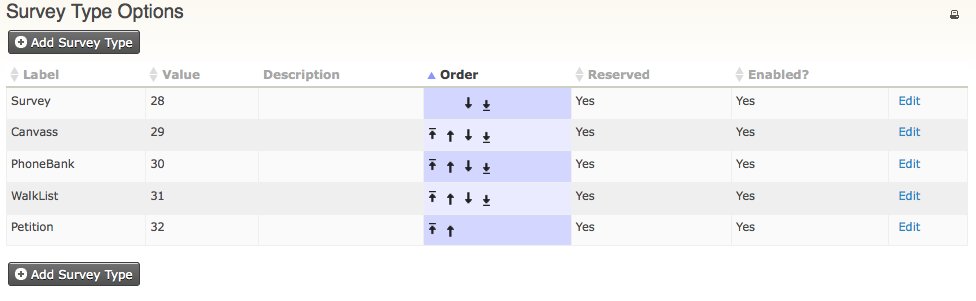 Survey Type Options
Add Survey Type
Label Value Description Order Reserved Enabled?
Survey 28 Yes Yes Edit
Canvass 29 Yes Yes Edit
PhoneBank 30 Yes Yes Edit
WalkList 31 Yes Yes Edit
Petition 32 Yes Yes Edit
Add Survey Type